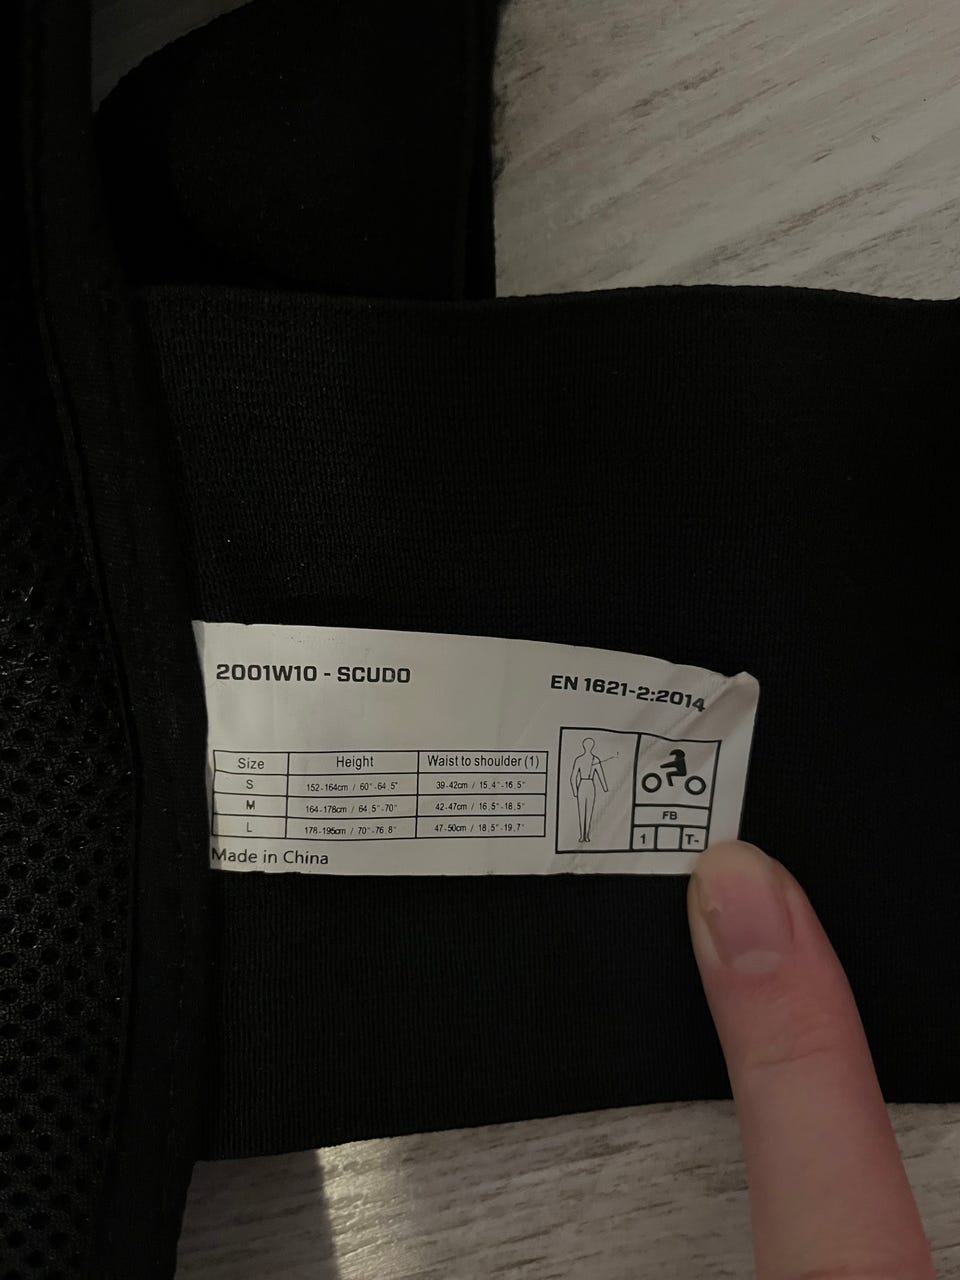 2001W10 - SCUDO
EN 1621-2:2014
Size Height Waist to shoulder (1)
S 152-164cm / 60"-64,5" 39-42cm / 15,4"-16,5"
M 164-178cm / 64,5"-70" 42-47cm / 16,5"-18,5"
L 178-195cm / 70"-76,8" 47-50cm / 18,5"-19,7"
FB
1 T-
Made in China